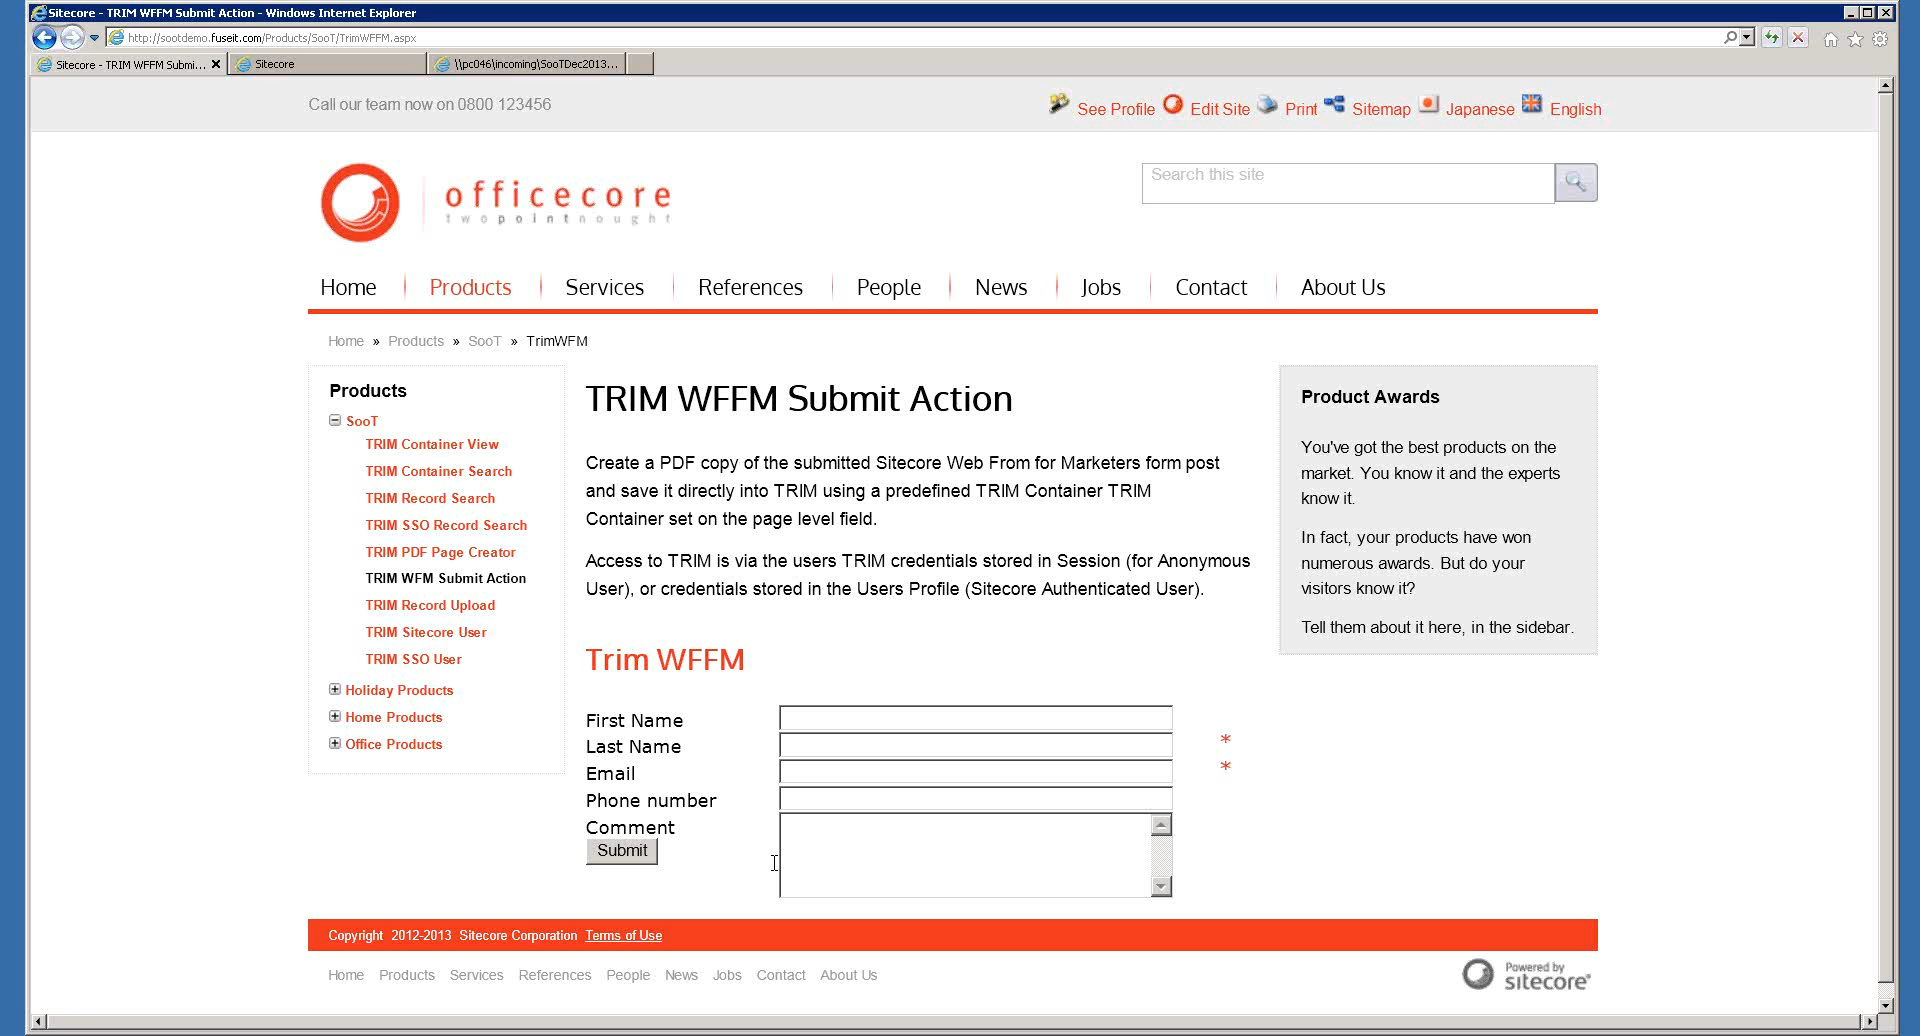 Sitecore - TRIM WFFM Submit Action - Windows Internet Explorer
http://sootdemo.fuseit.com/Products/SooT/TrimWFFM.aspx
Sitecore - TRIM WFFM Submi... Sitecore \\pc046\incoming\SooTDec2013...
Call our team now on 0800 123456
See Profile Edit Site Print Sitemap Japanese English
officecore
twopointnought
Search this site
Home Products Services References People News Jobs Contact About Us
Home » Products » SooT » TrimWFM
Products
SooT
TRIM Container View
TRIM Container Search
TRIM Record Search
TRIM SSO Record Search
TRIM PDF Page Creator
TRIM WFM Submit Action
TRIM Record Upload
TRIM Sitecore User
TRIM SSO User
Holiday Products
Home Products
Office Products
TRIM WFFM Submit Action
Create a PDF copy of the submitted Sitecore Web From for Marketers form post
and save it directly into TRIM using a predefined TRIM Container TRIM
Container set on the page level field.
Access to TRIM is via the users TRIM credentials stored in Session (for Anonymous
User), or credentials stored in the Users Profile (Sitecore Authenticated User).
Trim WFFM
First Name
Last Name *
Email *
Phone number
Comment
Submit
Product Awards
You've got the best products on the
market. You know it and the experts
know it.
In fact, your products have won
numerous awards. But do your
visitors know it?
Tell them about it here, in the sidebar.
Copyright 2012-2013 Sitecore Corporation Terms of Use
Home Products Services References People News Jobs Contact About Us
Powered by
sitecore®